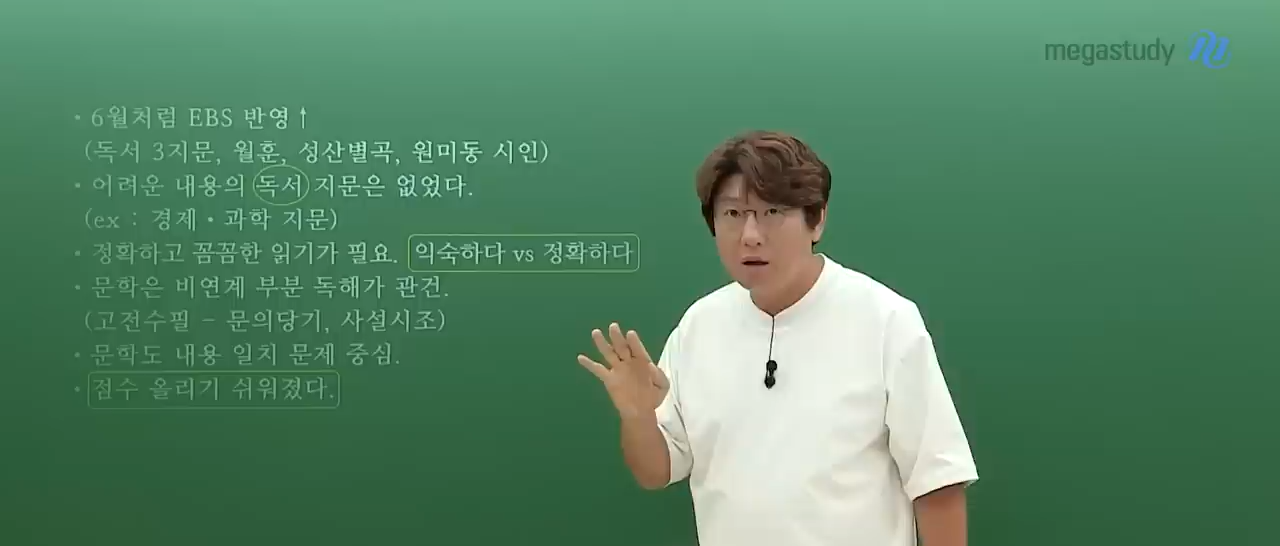 megastudy
• 6월처럼 EBS 반영↑
(독서 3지문, 월훈, 성산별곡, 원미동 시인)
• 어려운 내용의 독서 지문은 없었다.
(ex : 경제・과학 지문)
• 정확하고 꼼꼼한 읽기가 필요. 익숙하다 vs 정확하다
• 문학은 비연계 부분 독해가 관건.
(고전수필 - 문의당기, 사설시조)
• 문학도 내용 일치 문제 중심.
• 점수 올리기 쉬워졌다.